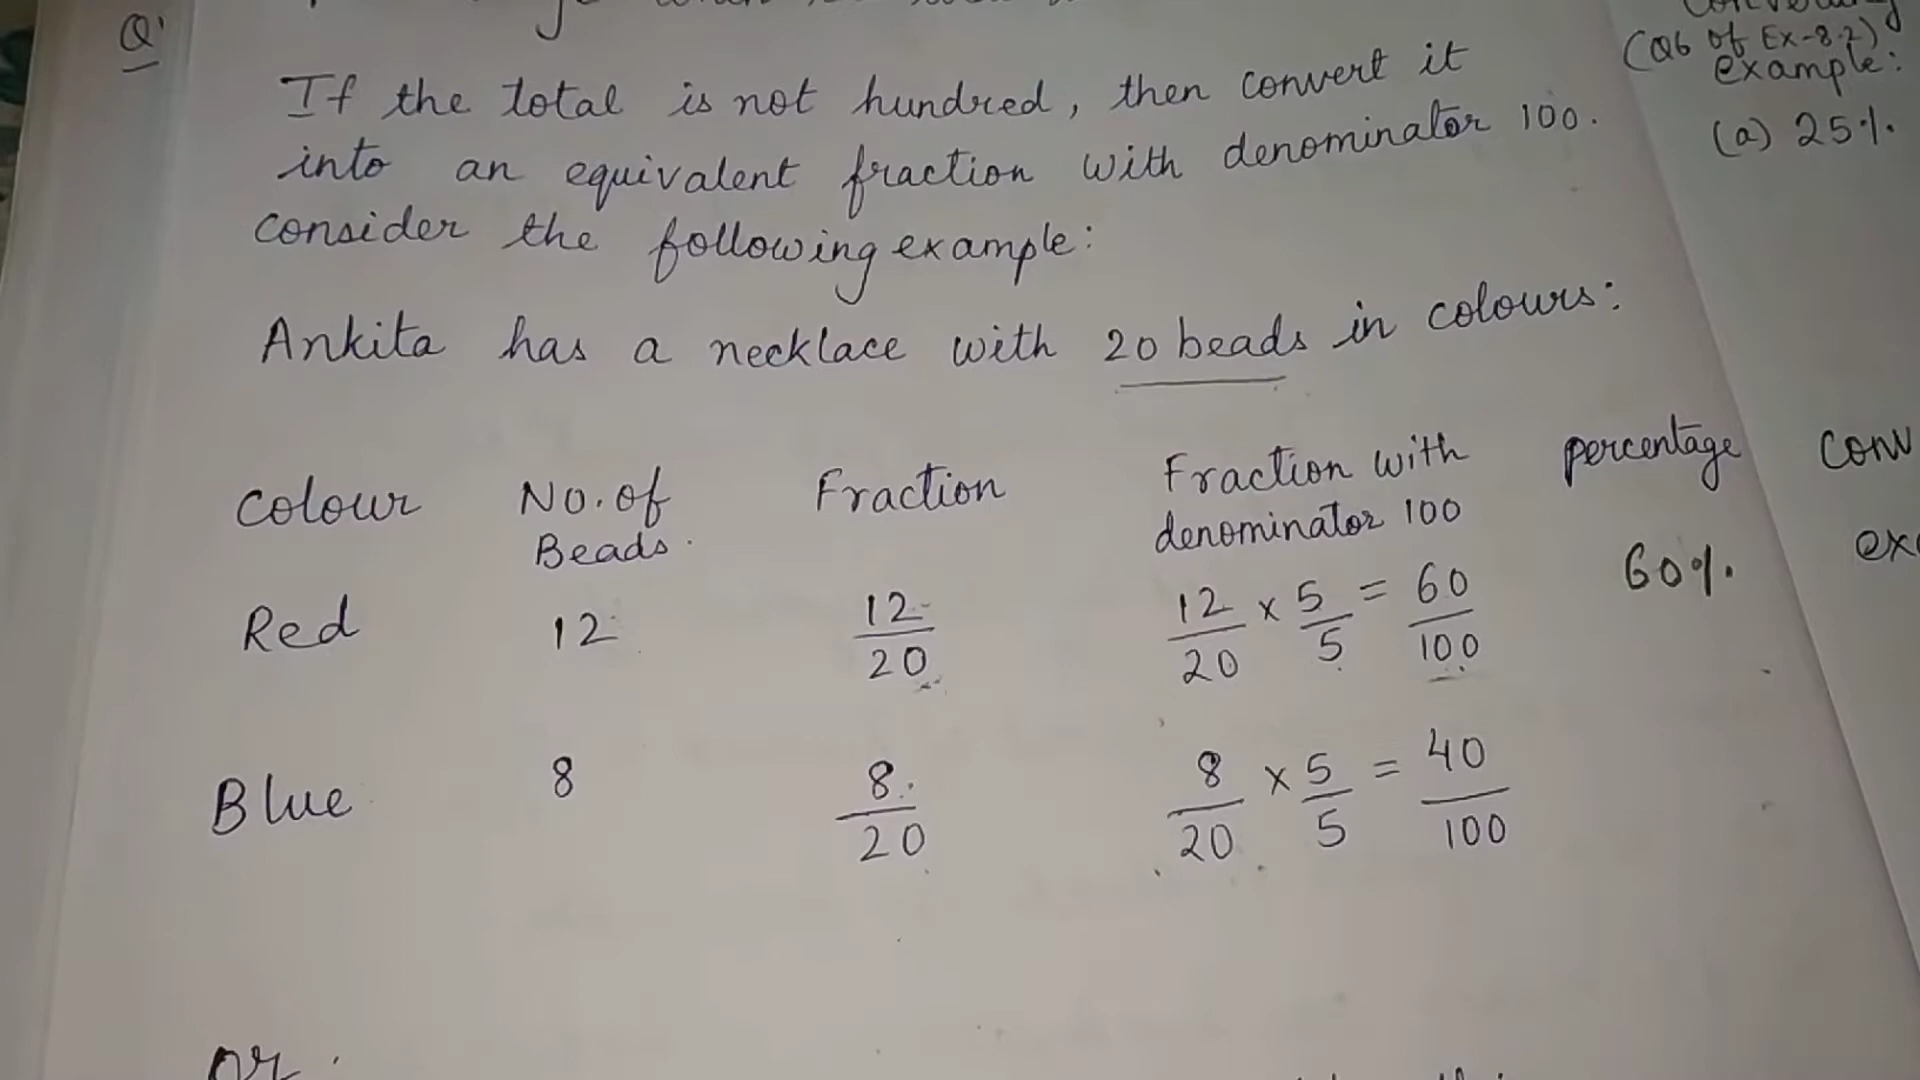 Q'
If the total is not hundred, then convert it
into an equivalent fraction with denominator 100.
consider the following example:
Ankita has a necklace with 20 beads in colours:
Colour No. of Beads. Fraction Fraction with denominator 100 percentage
Red 12 12/20 12/20 × 5/5 = 60/100 60%.
Blue 8 8/20 8/20 × 5/5 = 40/100
or
(Q6 of Ex-8.2)
example:
(a) 25%.